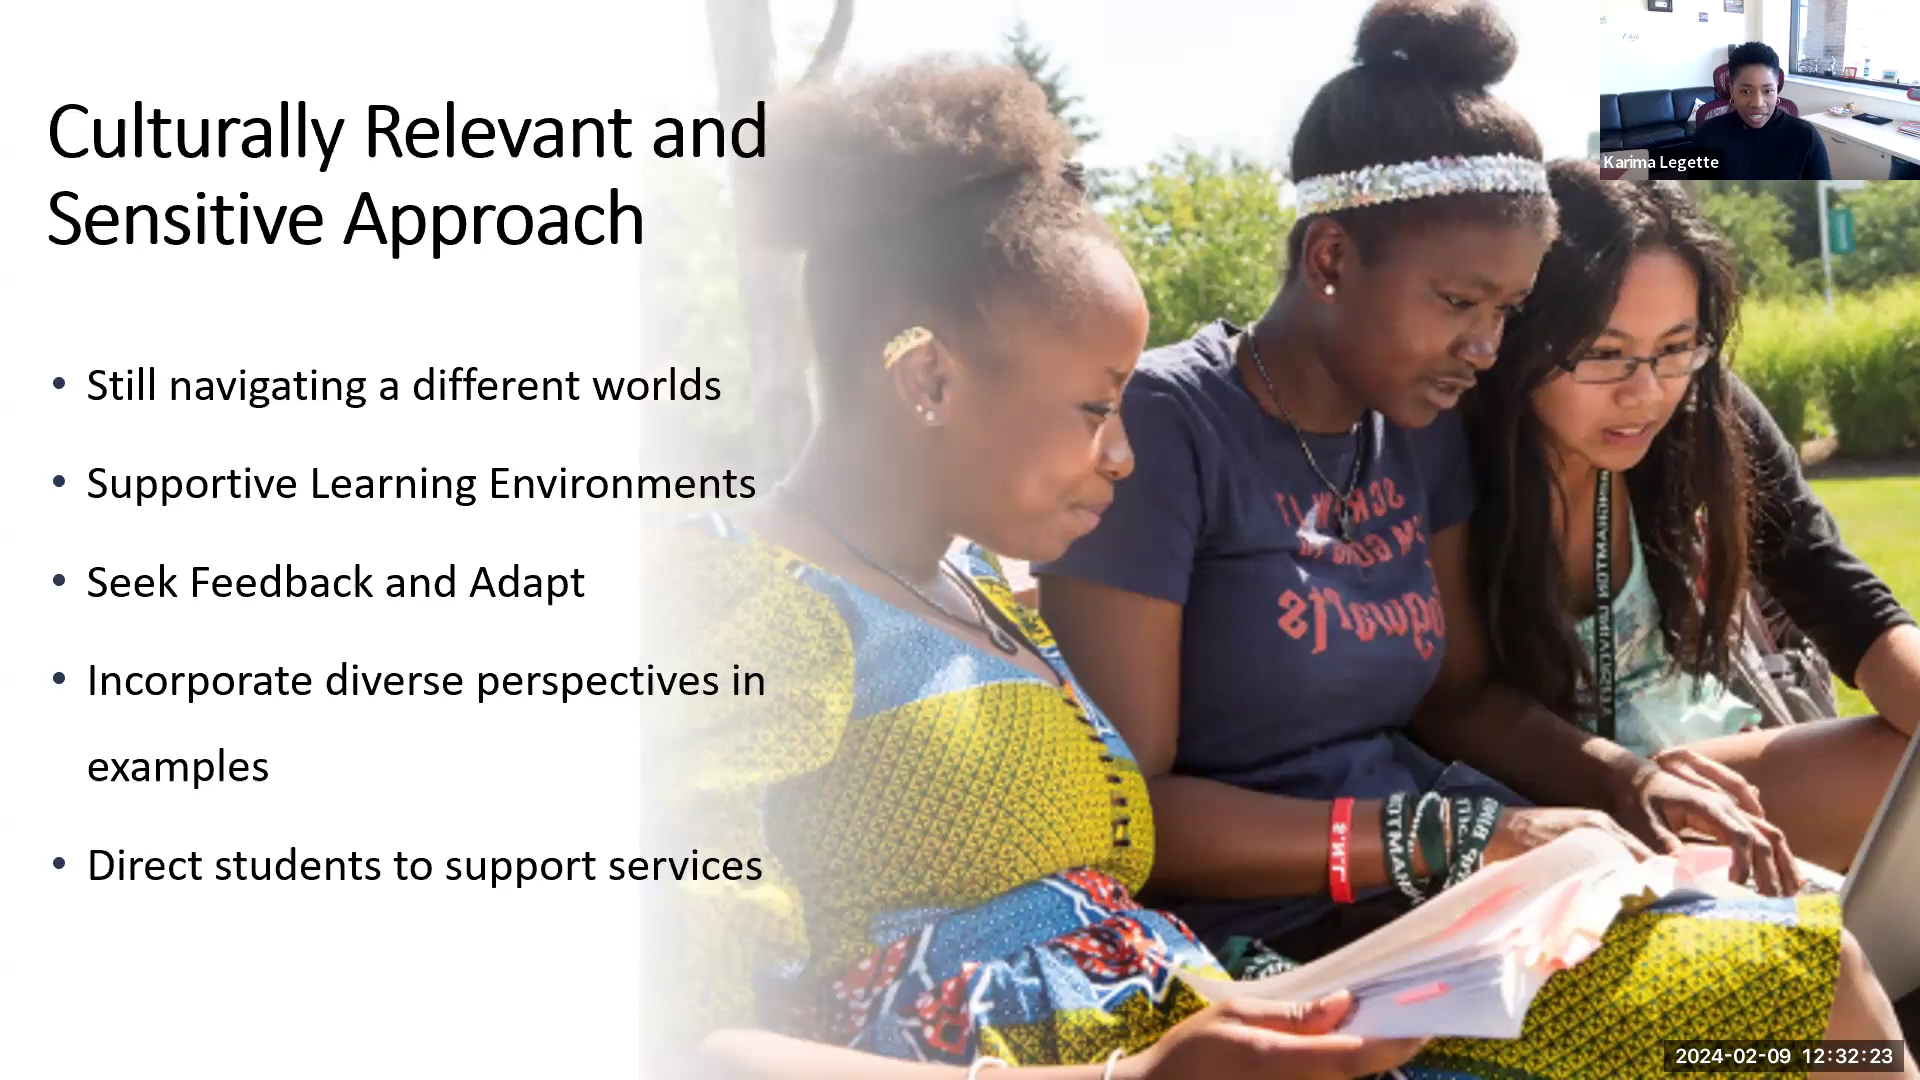 Culturally Relevant and
Sensitive Approach
• Still navigating a different worlds
• Supportive Learning Environments
• Seek Feedback and Adapt
• Incorporate diverse perspectives in
examples
• Direct students to support services
Karima Legette
2024-02-09 12:32:23